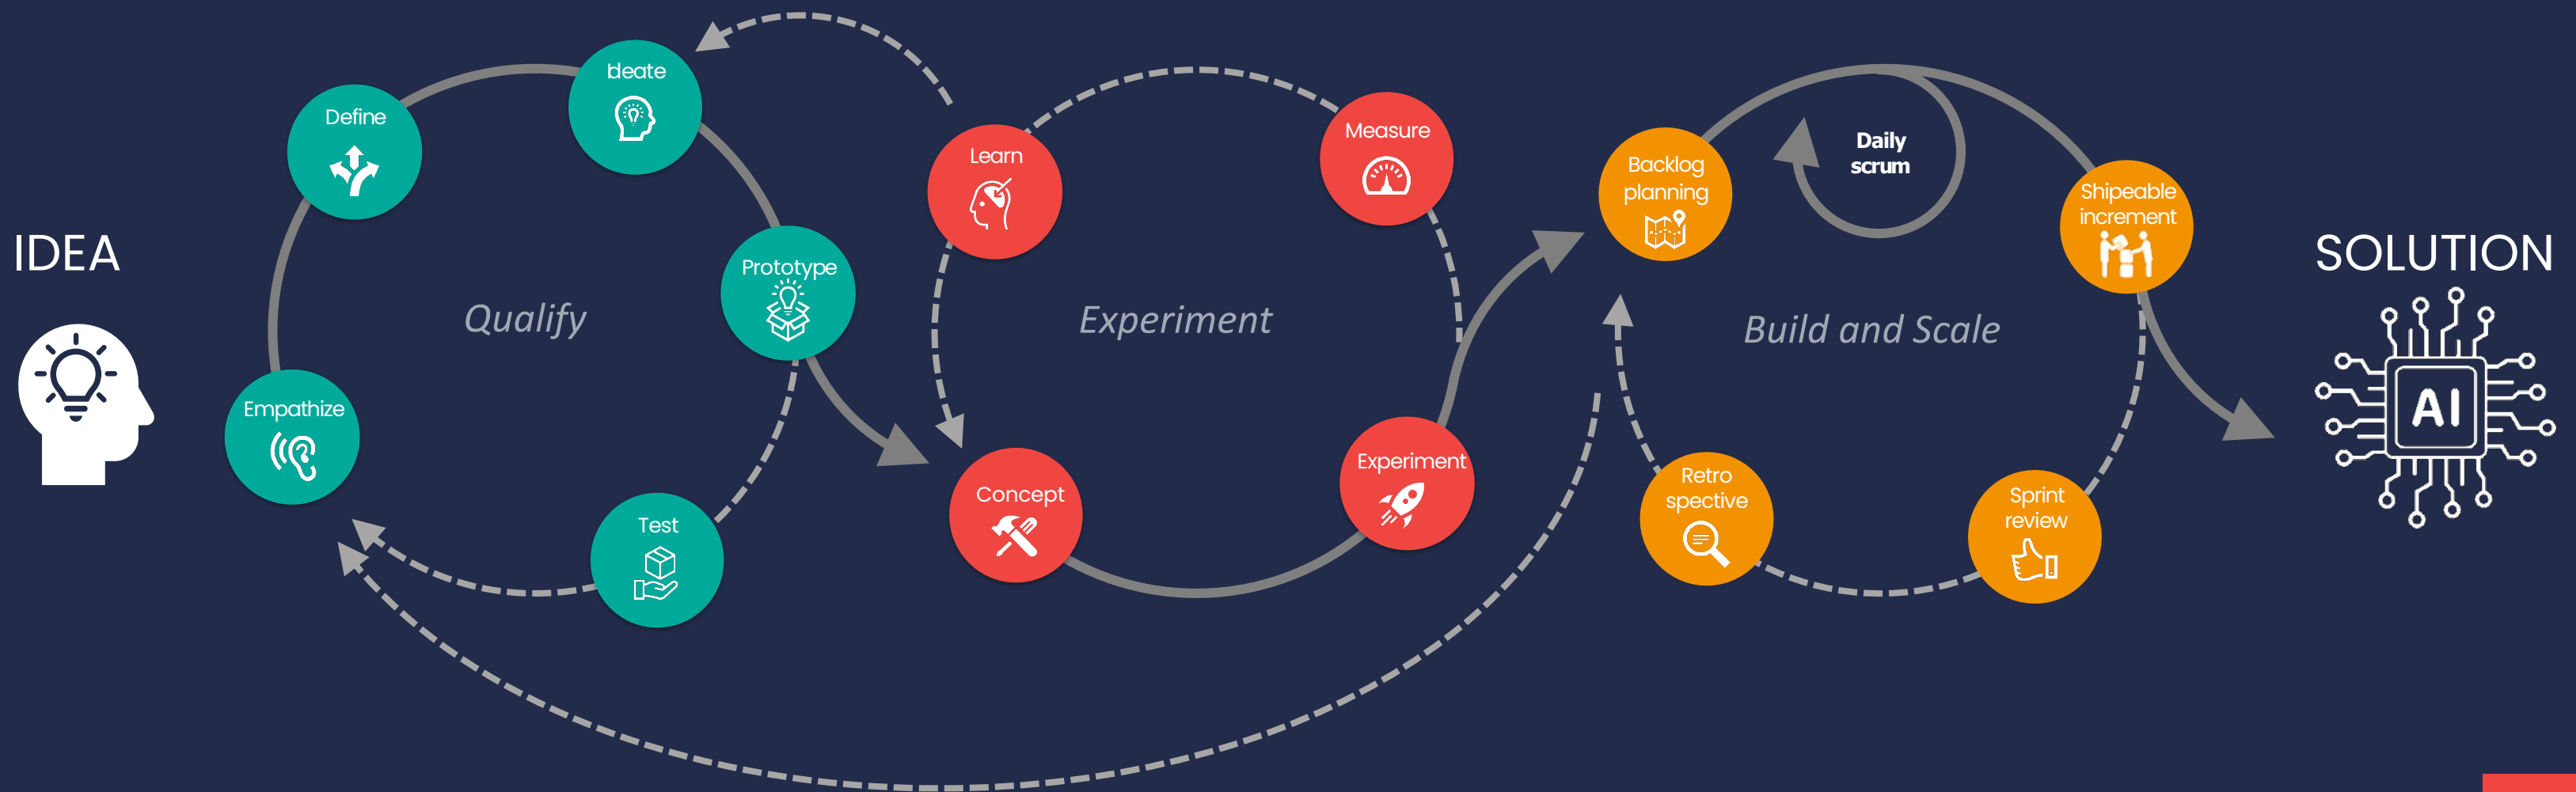 IDEA
Empathize
Define
Ideate
Prototype
Test
Qualify
Learn
Measure
Concept
Experiment
Experiment
Backlog
planning
Daily
scrum
Shipeable
increment
Build and Scale
Retro
spective
Sprint
review
SOLUTION
AI